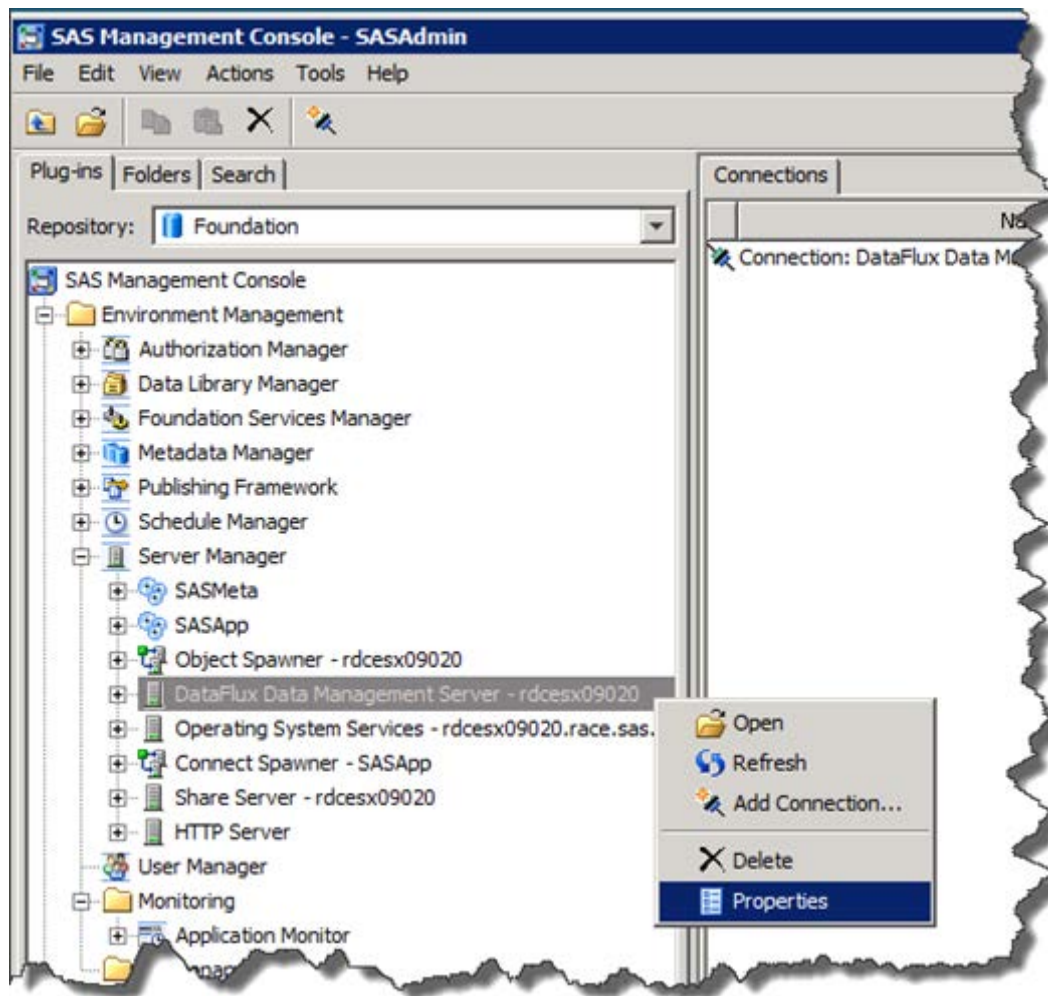 SAS Management Console - SASAdmin
File Edit View Actions Tools Help
Plug-ins Folders Search
Repository: Foundation
SAS Management Console
Environment Management
Authorization Manager
Data Library Manager
Foundation Services Manager
Metadata Manager
Publishing Framework
Schedule Manager
Server Manager
SASMeta
SASApp
Object Spawner - rdcesx09020
DataFlux Data Management Server - rdcesx09020
Operating System Services - rdcesx09020.race.sas.
Connect Spawner - SASApp
Share Server - rdcesx09020
HTTP Server
User Manager
Monitoring
Application Monitor
Connections
Connection: DataFlux Data
Open
Refresh
Add Connection...
Delete
Properties